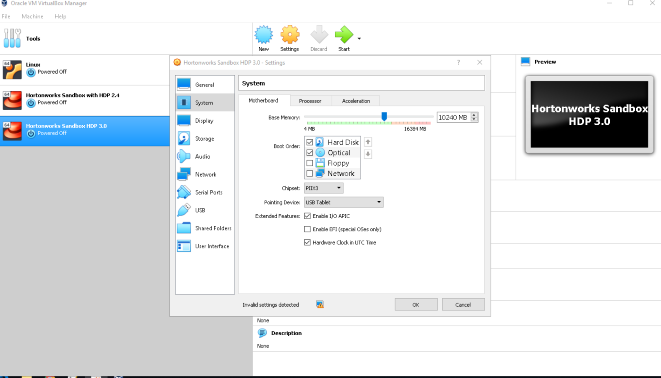 Oracle VM VirtualBox Manager
File Machine Help
Tools
New Settings Discard Start
Linux
Powered Off
Hortonworks Sandbox with HDP 2.4
Powered Off
Hortonworks Sandbox HDP 3.0
Powered Off
Hortonworks Sandbox HDP 3.0 - Settings
?
General
System
Display
Storage
Audio
Network
Serial Ports
USB
Shared Folders
User Interface
System
Motherboard Processor Acceleration
Base Memory: 10240 MB
4 MB 16384 MB
Boot Order: Hard Disk
Optical
Floppy
Network
Chipset: PIIX3
Pointing Device: USB Tablet
Extended Features: Enable I/O APIC
Enable EFI (special OSes only)
Hardware Clock in UTC Time
Invalid settings detected OK Cancel
Preview
Hortonworks Sandbox
HDP 3.0
None
Description
None